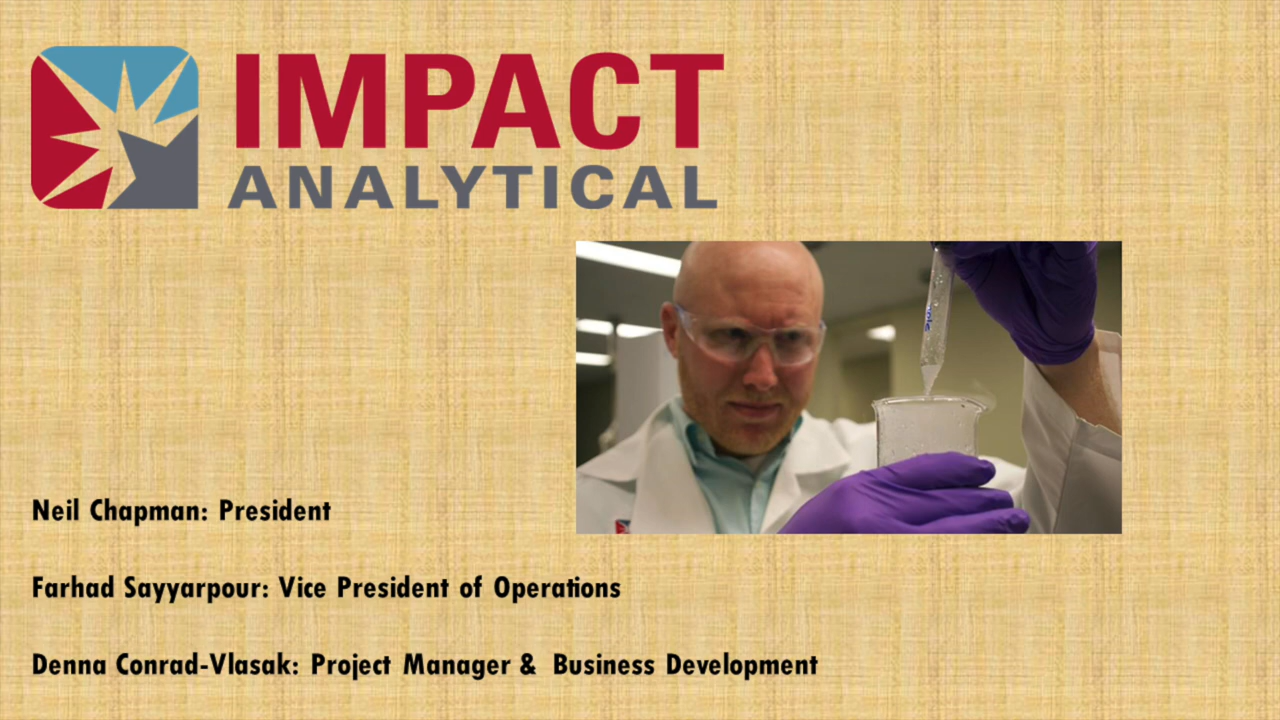 IMPACT
ANALYTICAL
Neil Chapman: President
Farhad Sayyarpour: Vice President of Operations
Denna Conrad-Vlasak: Project Manager & Business Development